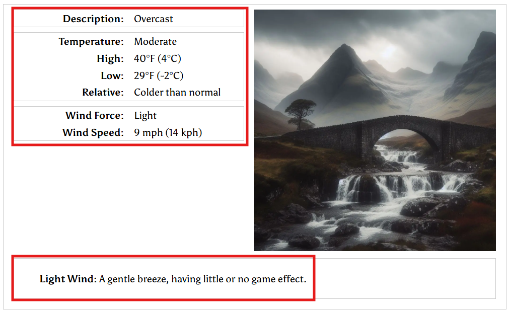 Description: Overcast
Temperature: Moderate
High: 40°F (4°C)
Low: 29°F (-2°C)
Relative: Colder than normal
Wind Force: Light
Wind Speed: 9 mph (14 kph)
Light Wind: A gentle breeze, having little or no game effect.